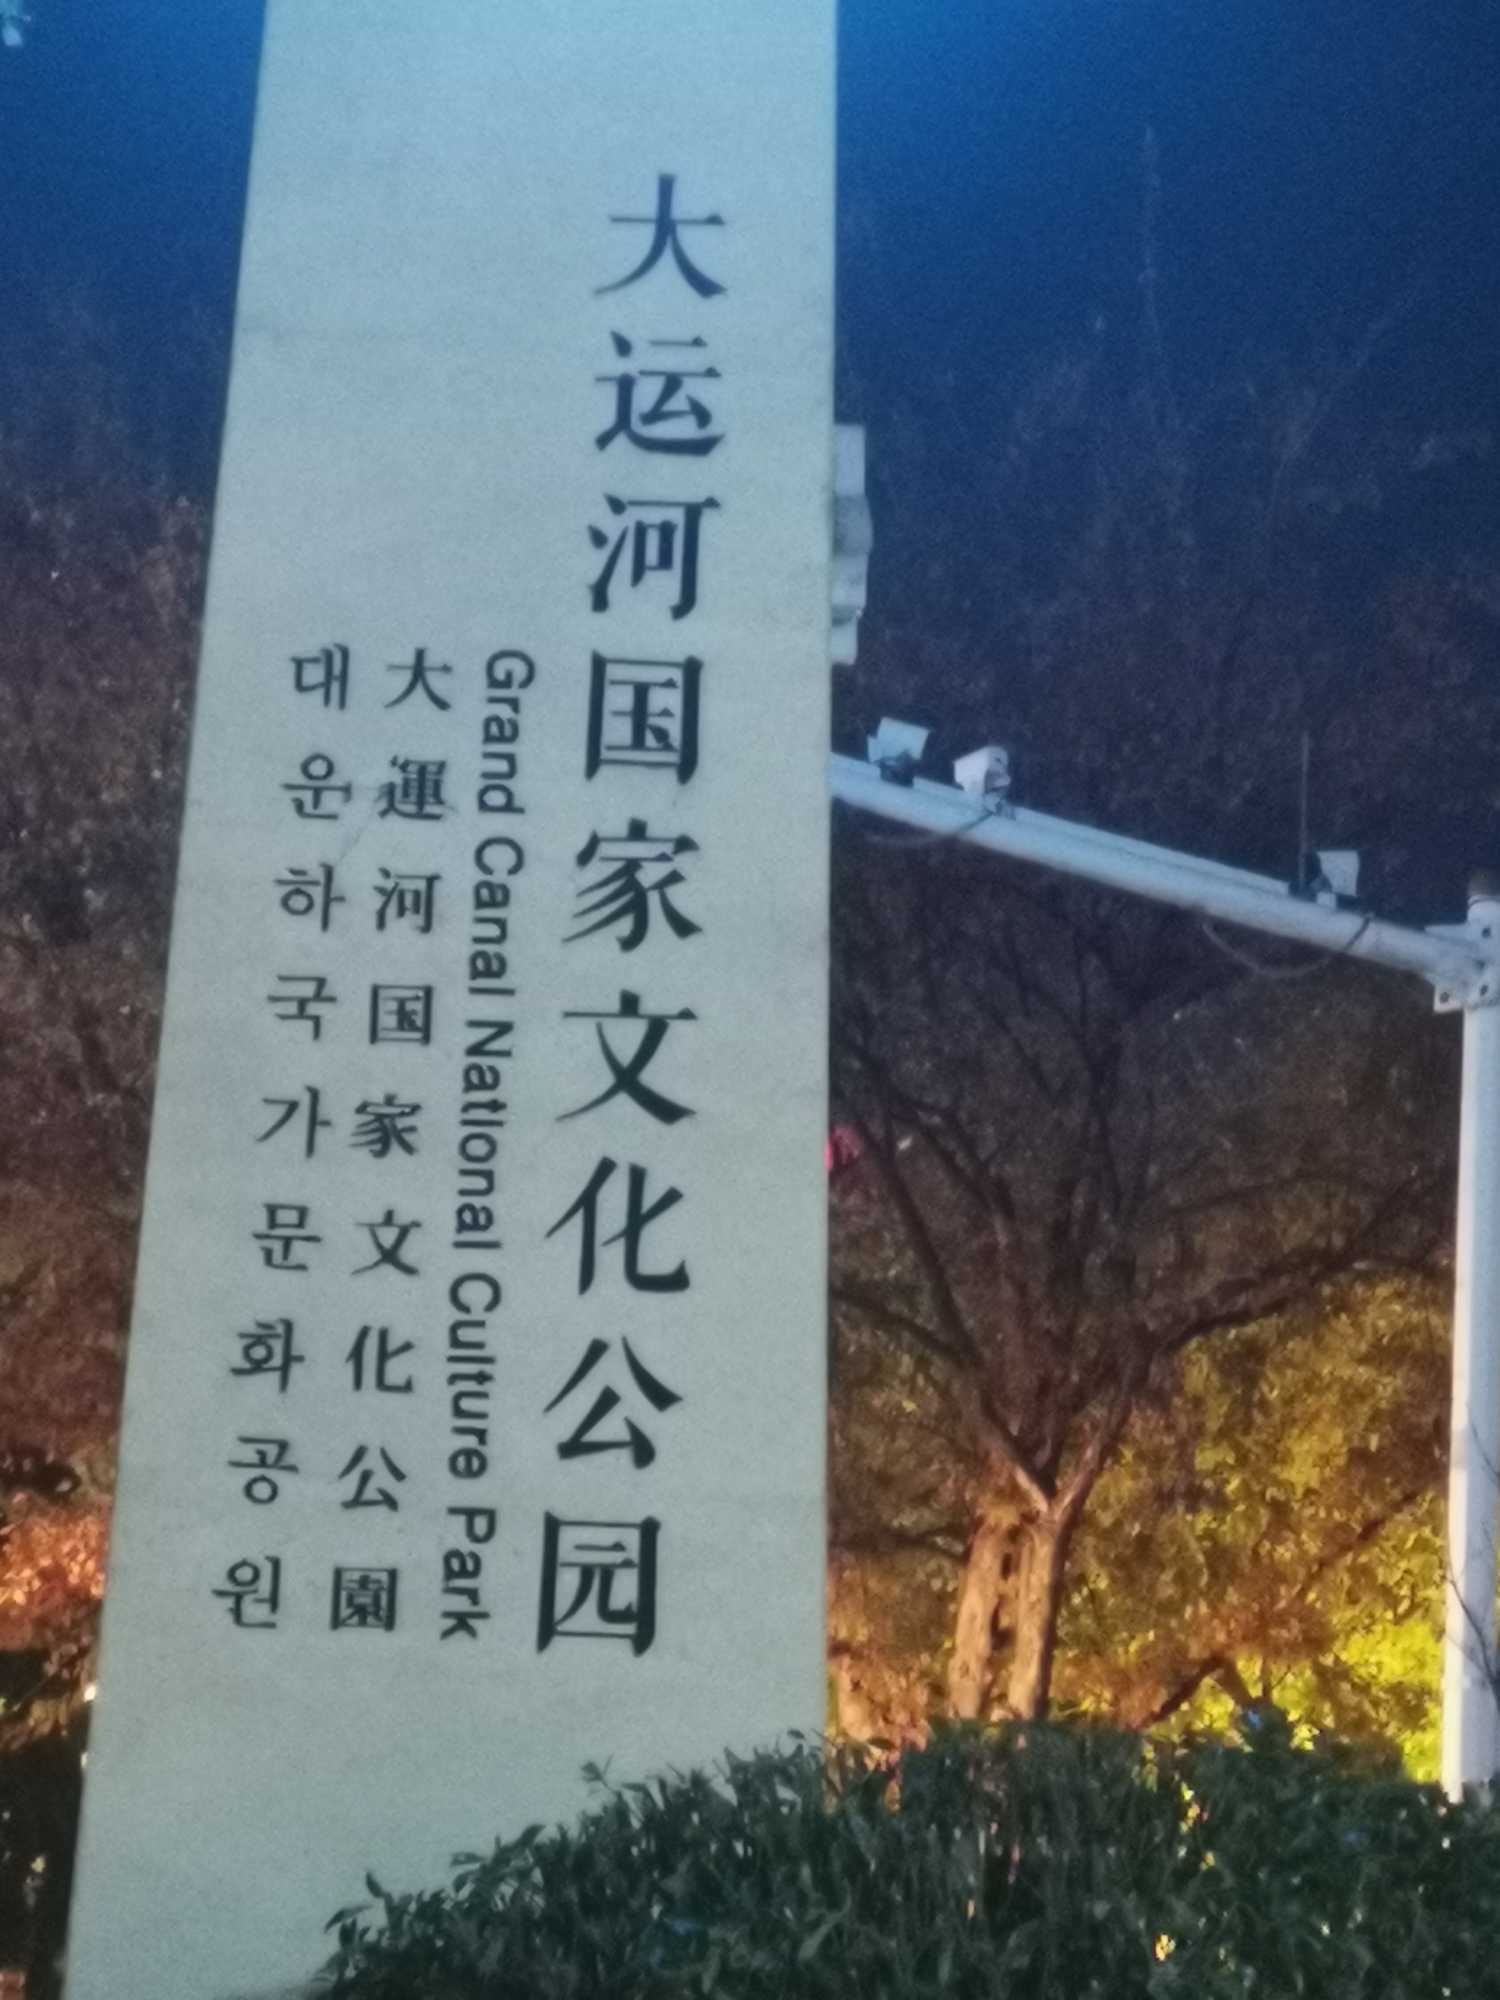 大运河国家文化公园
Grand Canal National Culture Park
大運河国家文化公園
대운하국가문화공원